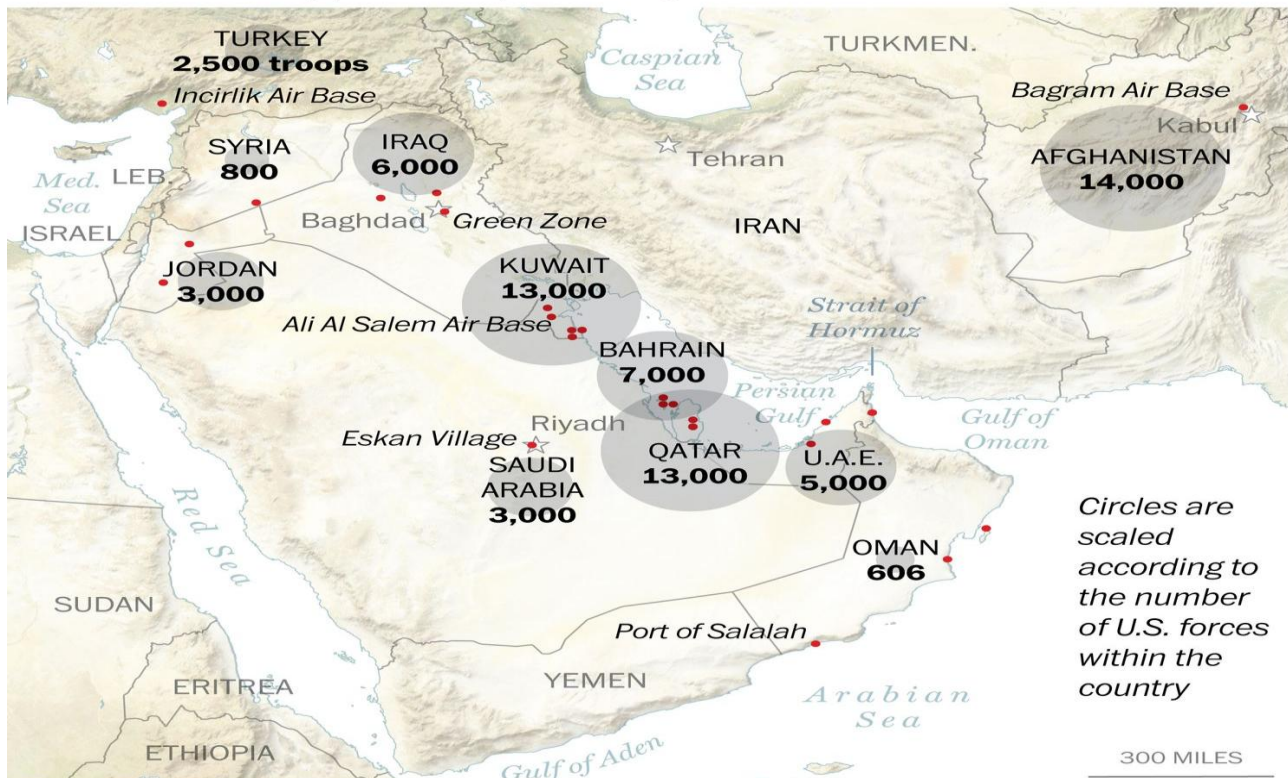 TURKEY
2,500 troops
Incirlik Air Base
Caspian
Sea
TURKMEN.
Bagram Air Base
Kabul
SYRIA
800
IRAQ
6,000
Tehran
AFGHANISTAN
14,000
Med.
Sea
LEB
ISRAEL
Baghdad
Green Zone
IRAN
JORDAN
3,000
KUWAIT
13,000
Ali Al Salem Air Base
Strait of
Hormuz
BAHRAIN
7,000
Persian
Gulf
Gulf of
Oman
Riyadh
Eskan Village
SAUDI
ARABIA
3,000
QATAR
13,000
U.A.E.
5,000
Red Sea
OMAN
606
Circles are
scaled
according to
the number
of U.S. forces
within the
country
SUDAN
Port of Salalah
ERITREA
YEMEN
Arabian
Sea
ETHIOPIA
Gulf of Aden
300 MILES